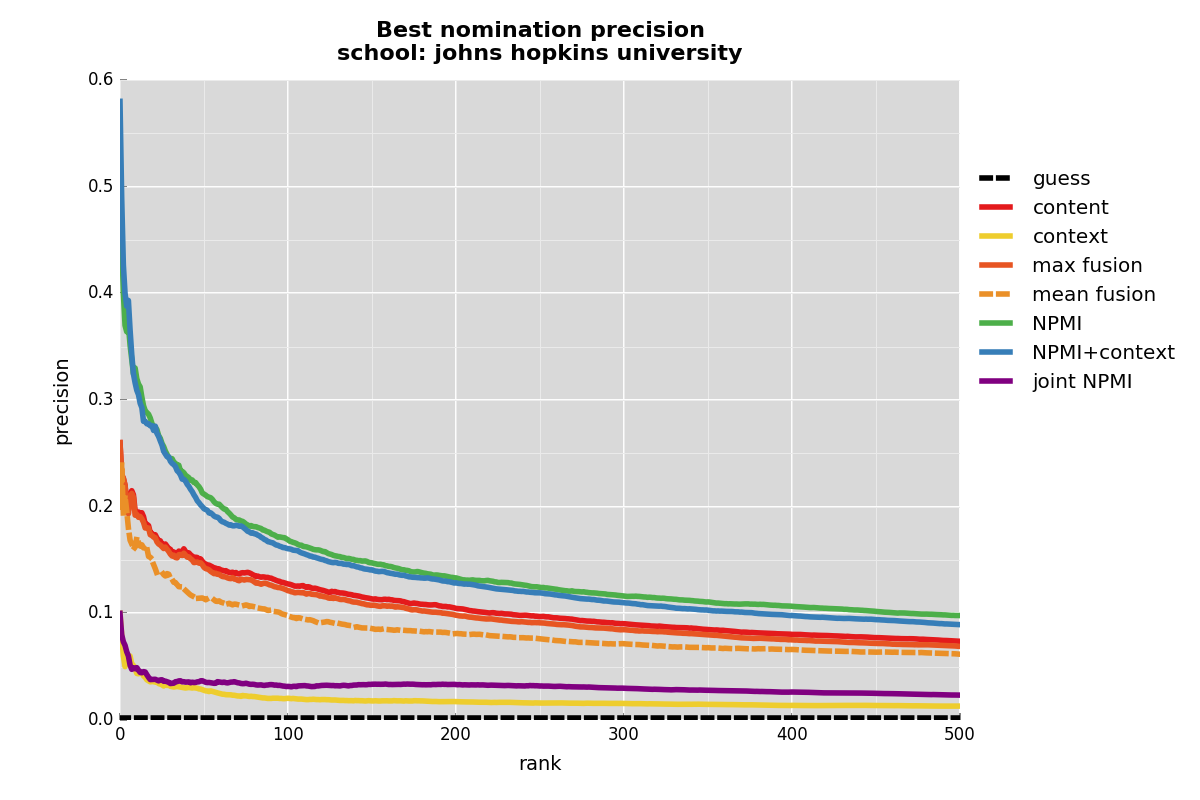 Best nomination precision
school: johns hopkins university
precision
0.6
0.5
0.4
0.3
0.2
0.1
0.0
0 100 200 300 400 500
rank
guess
content
context
max fusion
mean fusion
NPMI
NPMI+context
joint NPMI